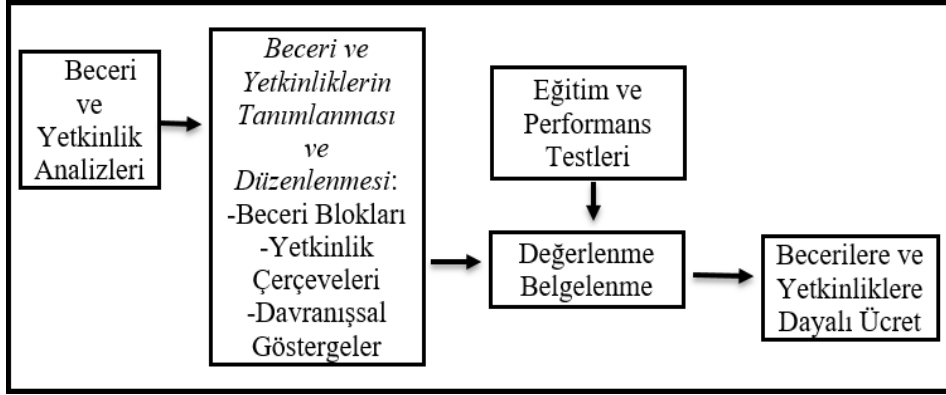 Beceri
ve
Yetkinlik
Analizleri
Beceri ve
Yetkinliklerin
Tanımlanması
ve
Düzenlenmesi:
-Beceri Blokları
-Yetkinlik
Çerçeveleri
-Davranışsal
Göstergeler
Eğitim ve
Performans
Testleri
Değerlenme
Belgelenme
Becerilere ve
Yetkinliklere
Dayalı Ücret